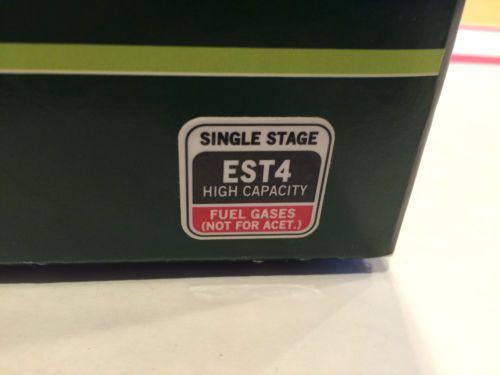 SINGLE STAGE
EST4
HIGH CAPACITY
FUEL GASES
(NOT FOR ACET.)